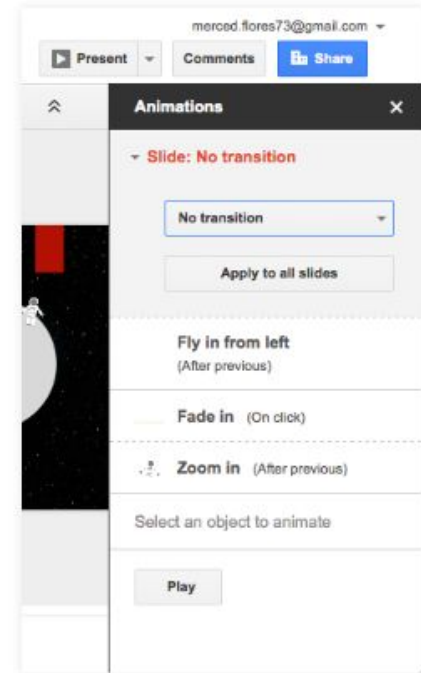 merced.flores73@gmail.com
Present
Comments
Share
Animations
Slide: No transition
No transition
Apply to all slides
Fly in from left
(After previous)
Fade in (On click)
Zoom in (After previous)
Select an object to animate
Play